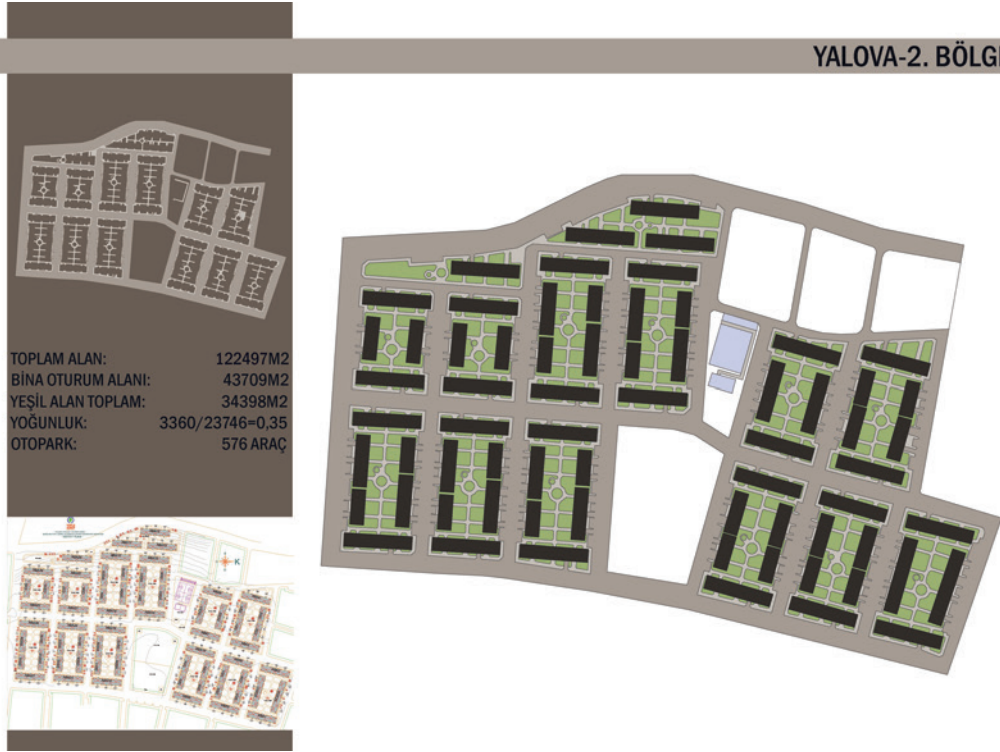 YALOVA-2. BÖLGE
TOPLAM ALAN: 122497M2
BİNA OTURUM ALANI: 43709M2
YEŞİL ALAN TOPLAM: 34398M2
YOĞUNLUK: 3360/23746=0,35
OTOPARK: 576 ARAÇ
K